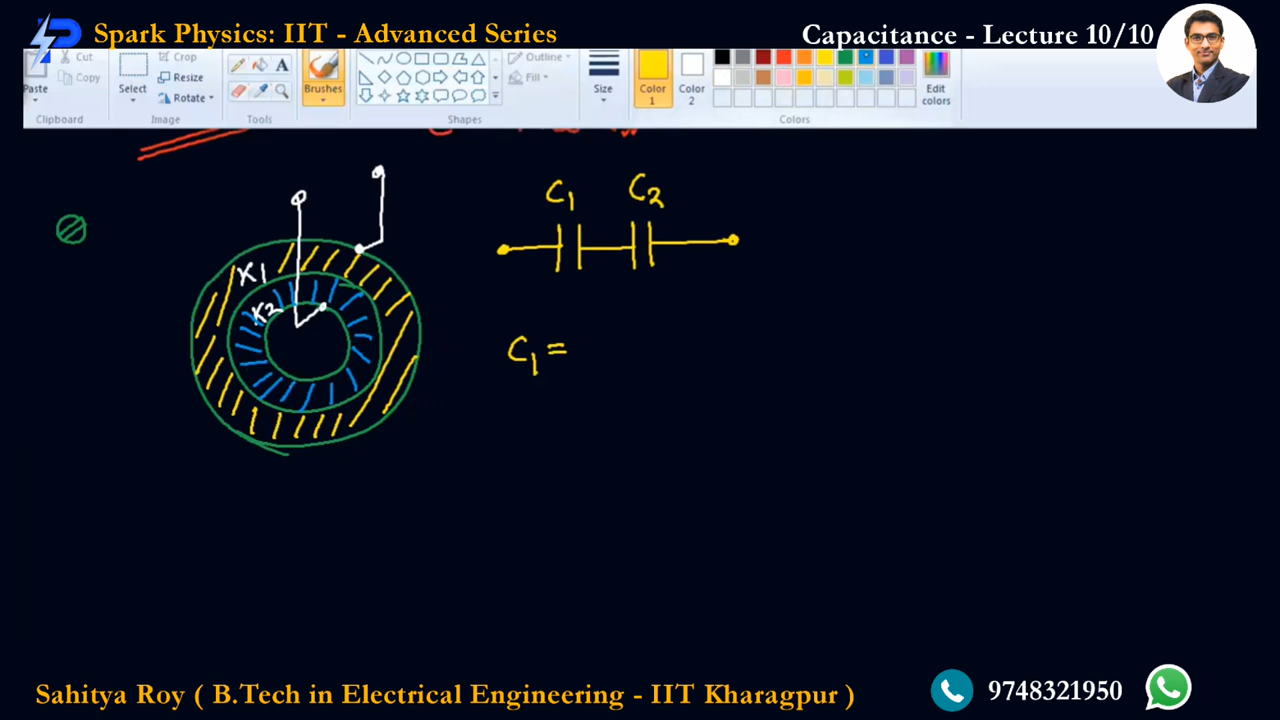 Spark Physics: IIT - Advanced Series
Capacitance - Lecture 10/10
Cut
Copy
Paste
Clipboard
Select
Crop
Resize
Rotate
Image
A
Tools
Brushes
Shapes
Outline
Fill
Size
Color 1
Color 2
Edit colors
Colors
K1
K2
C1 C2
C1 =
Sahitya Roy ( B.Tech in Electrical Engineering - IIT Kharagpur )
9748321950